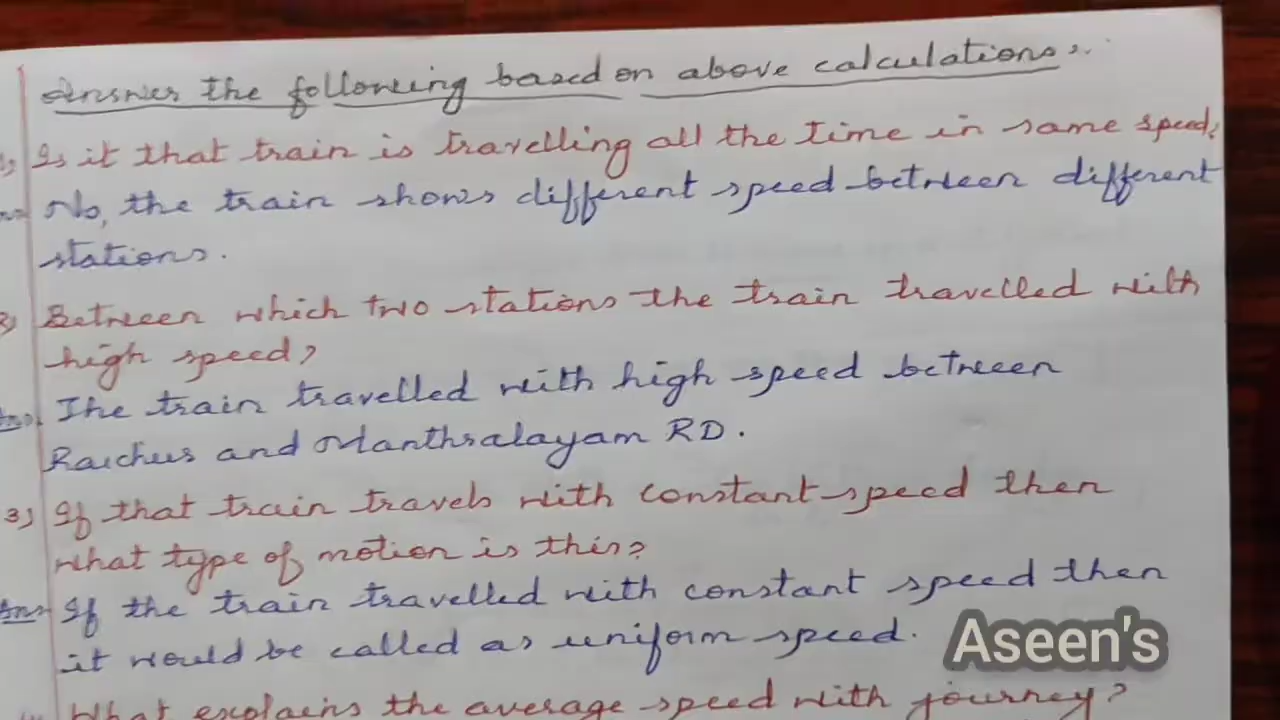 Answer the following based on above calculations :.
1) Is it that train is travelling all the time in same speed?
Ans: No, the train shows different speed between different
stations.
2) Between which two stations the train travelled with
high speed?
Ans: The train travelled with high speed between
Raichur and Manthralayam RD.
3) If that train travels with constant speed then
what type of motion is this?
Ans: If the train travelled with constant speed then
it would be called as uniform speed.
Aseen's
What explains the average speed with journey?